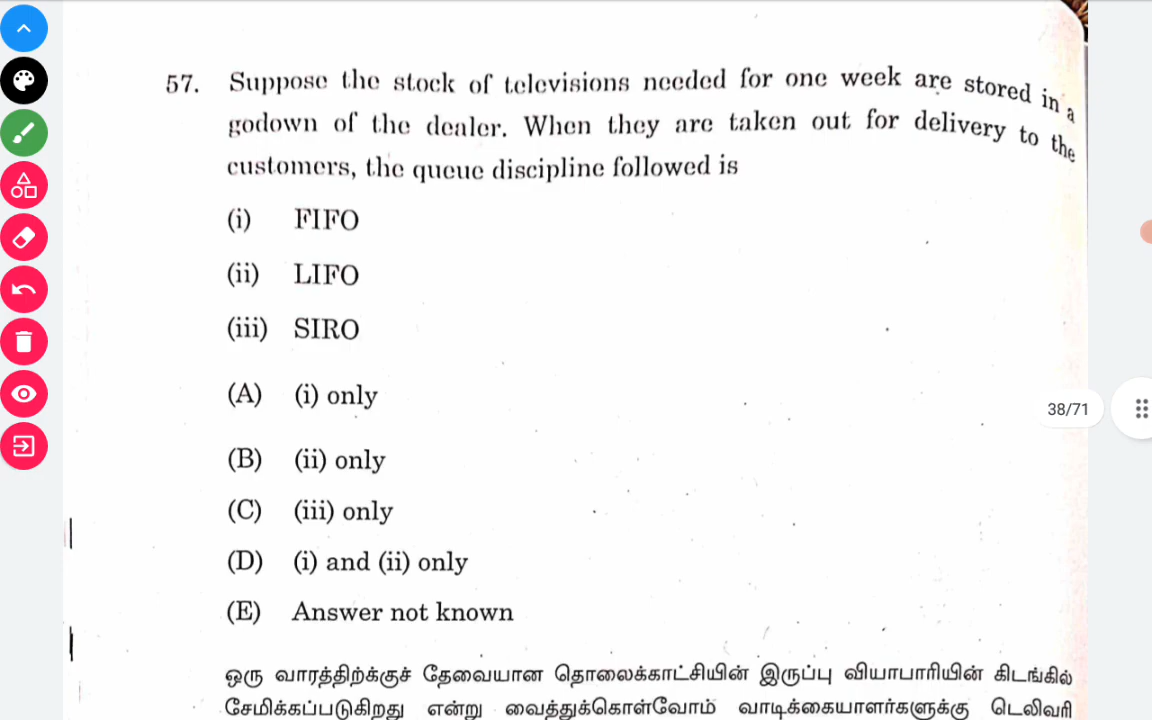 57. Suppose the stock of televisions needed for one week are stored in a
godown of the dealer. When they are taken out for delivery to the
customers, the queue discipline followed is
(i) FIFO
(ii) LIFO
(iii) SIRO
(A) (i) only
38/71
(B) (ii) only
(C) (iii) only
(D) (i) and (ii) only
(E) Answer not known
ஒரு வாரத்திற்க்குச் தேவையான தொலைக்காட்சியின் இருப்பு வியாபாரியின் கிடங்கில்
சேமிக்கப்படுகிறது என்று வைத்துக்கொள்வோம் வாடிக்கையாளர்களுக்கு டெலிவரி